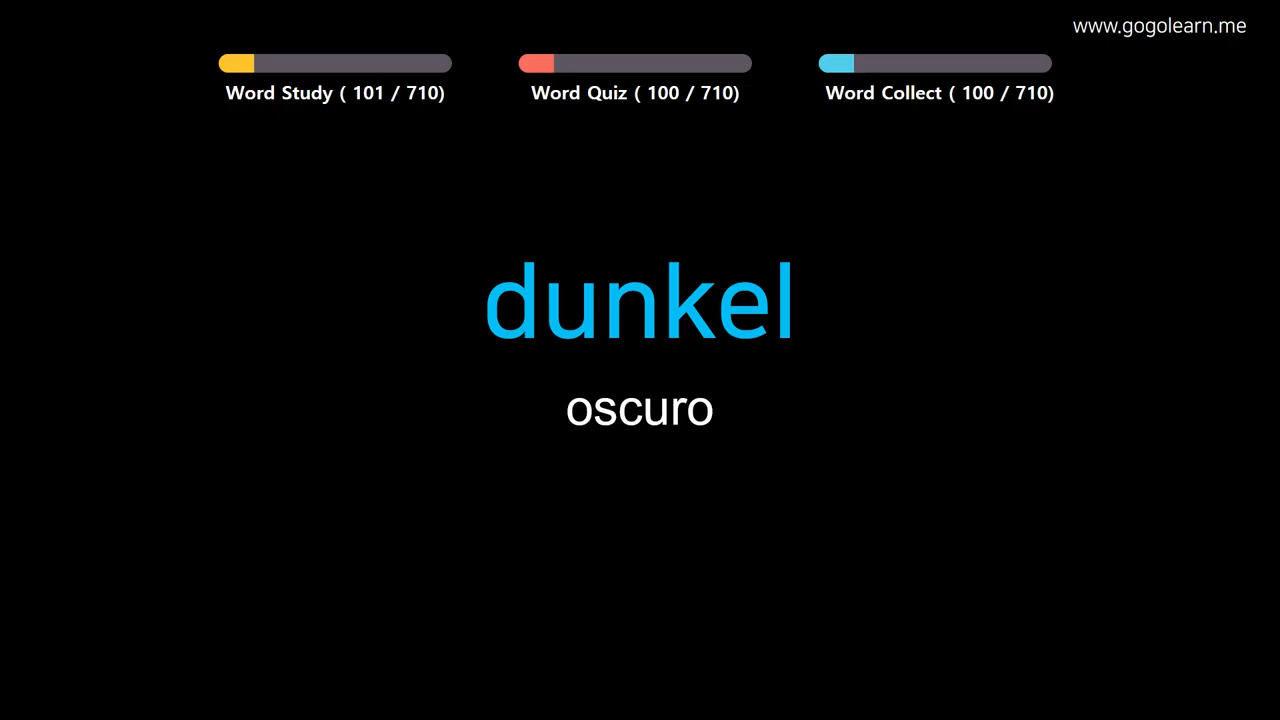 www.gogolearn.me
Word Study ( 101 / 710)
Word Quiz ( 100 / 710)
Word Collect ( 100 / 710)
dunkel
oscuro